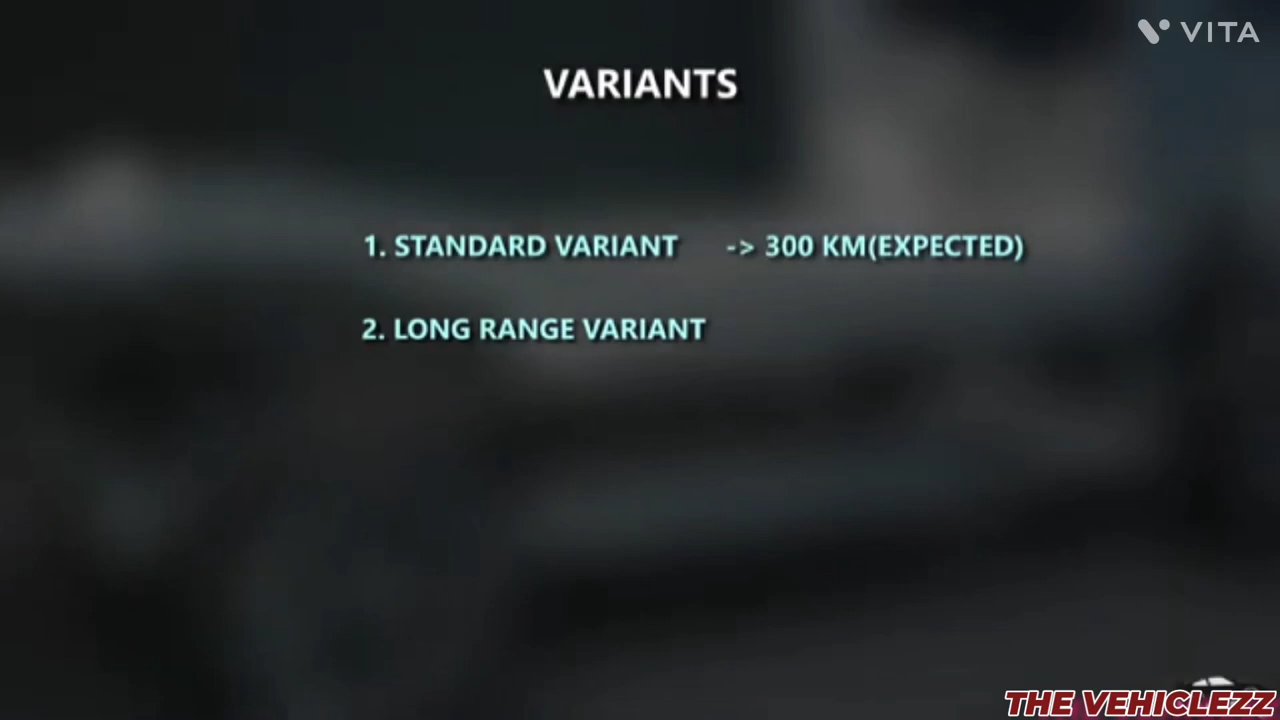 VITA
VARIANTS
1. STANDARD VARIANT -> 300 KM(EXPECTED)
2. LONG RANGE VARIANT
THE VEHICLEZZ